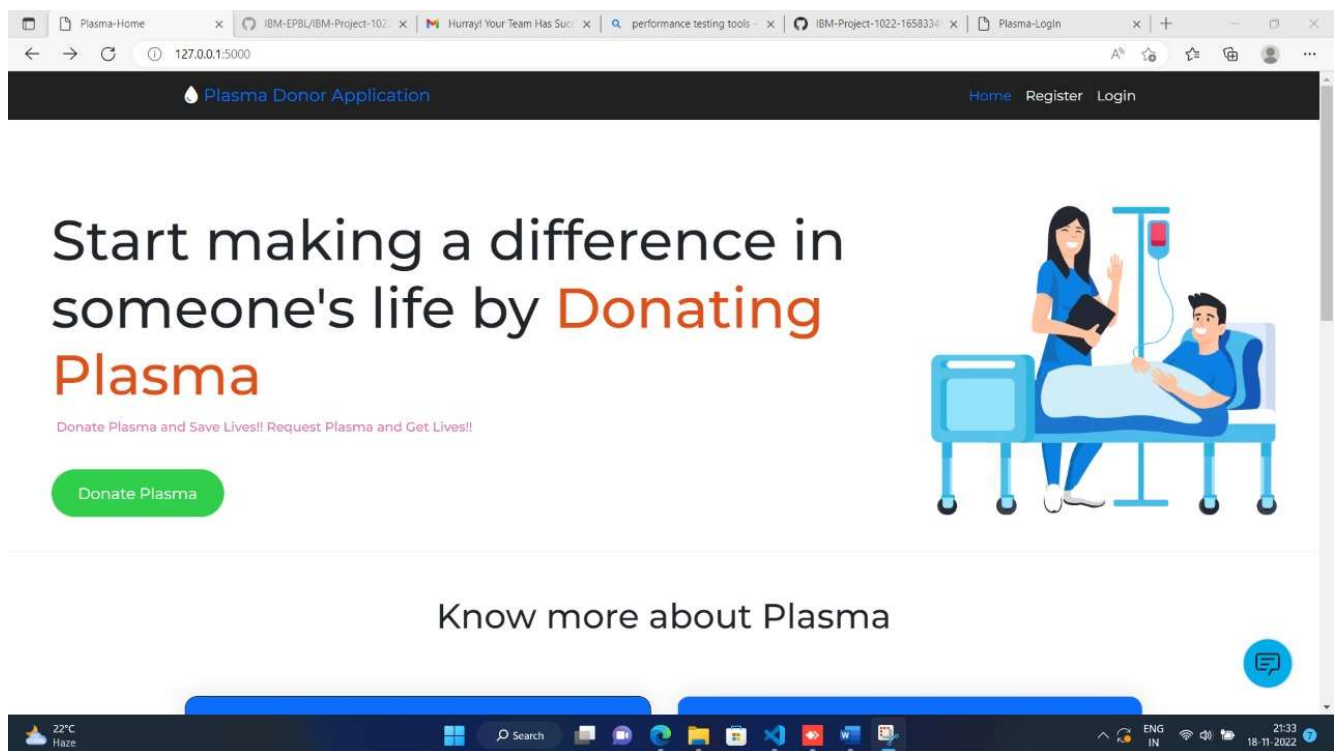 Plasma-Home
IBM-EPBL/IBM-Project-102
Hurray! Your Team Has Suc
performance testing tools -
IBM-Project-1022-1658334
Plasma-Login
127.0.0.1:5000
Plasma Donor Application
Home Register Login
Start making a difference in
someone's life by Donating
Plasma
Donate Plasma and Save Lives!! Request Plasma and Get Lives!!
Donate Plasma
Know more about Plasma
22°C
Haze
Search
ENG
IN
21:33
18-11-2022
7